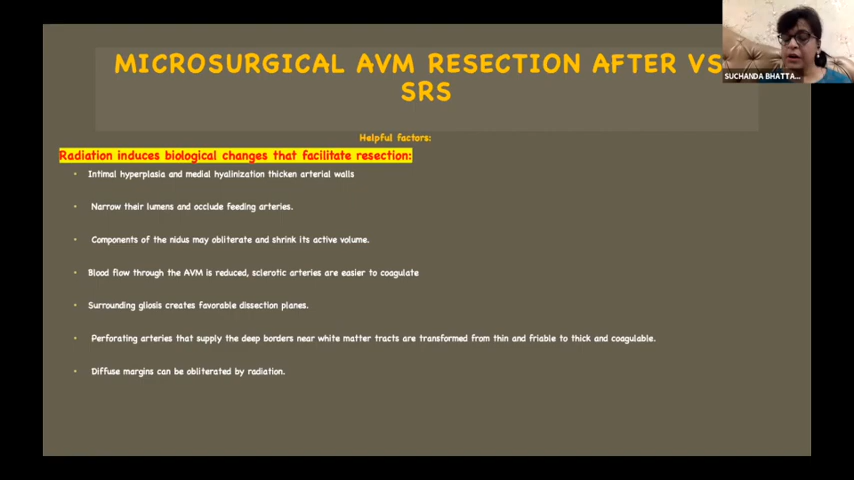 MICROSURGICAL AVM RESECTION AFTER VS
SRS
SUCHANDA BHATTA...
Helpful factors:
Radiation induces biological changes that facilitate resection:
• Intimal hyperplasia and medial hyalinization thicken arterial walls
• Narrow their lumens and occlude feeding arteries.
• Components of the nidus may obliterate and shrink its active volume.
• Blood flow through the AVM is reduced, sclerotic arteries are easier to coagulate
• Surrounding gliosis creates favorable dissection planes.
• Perforating arteries that supply the deep borders near white matter tracts are transformed from thin and friable to thick and coagulable.
• Diffuse margins can be obliterated by radiation.